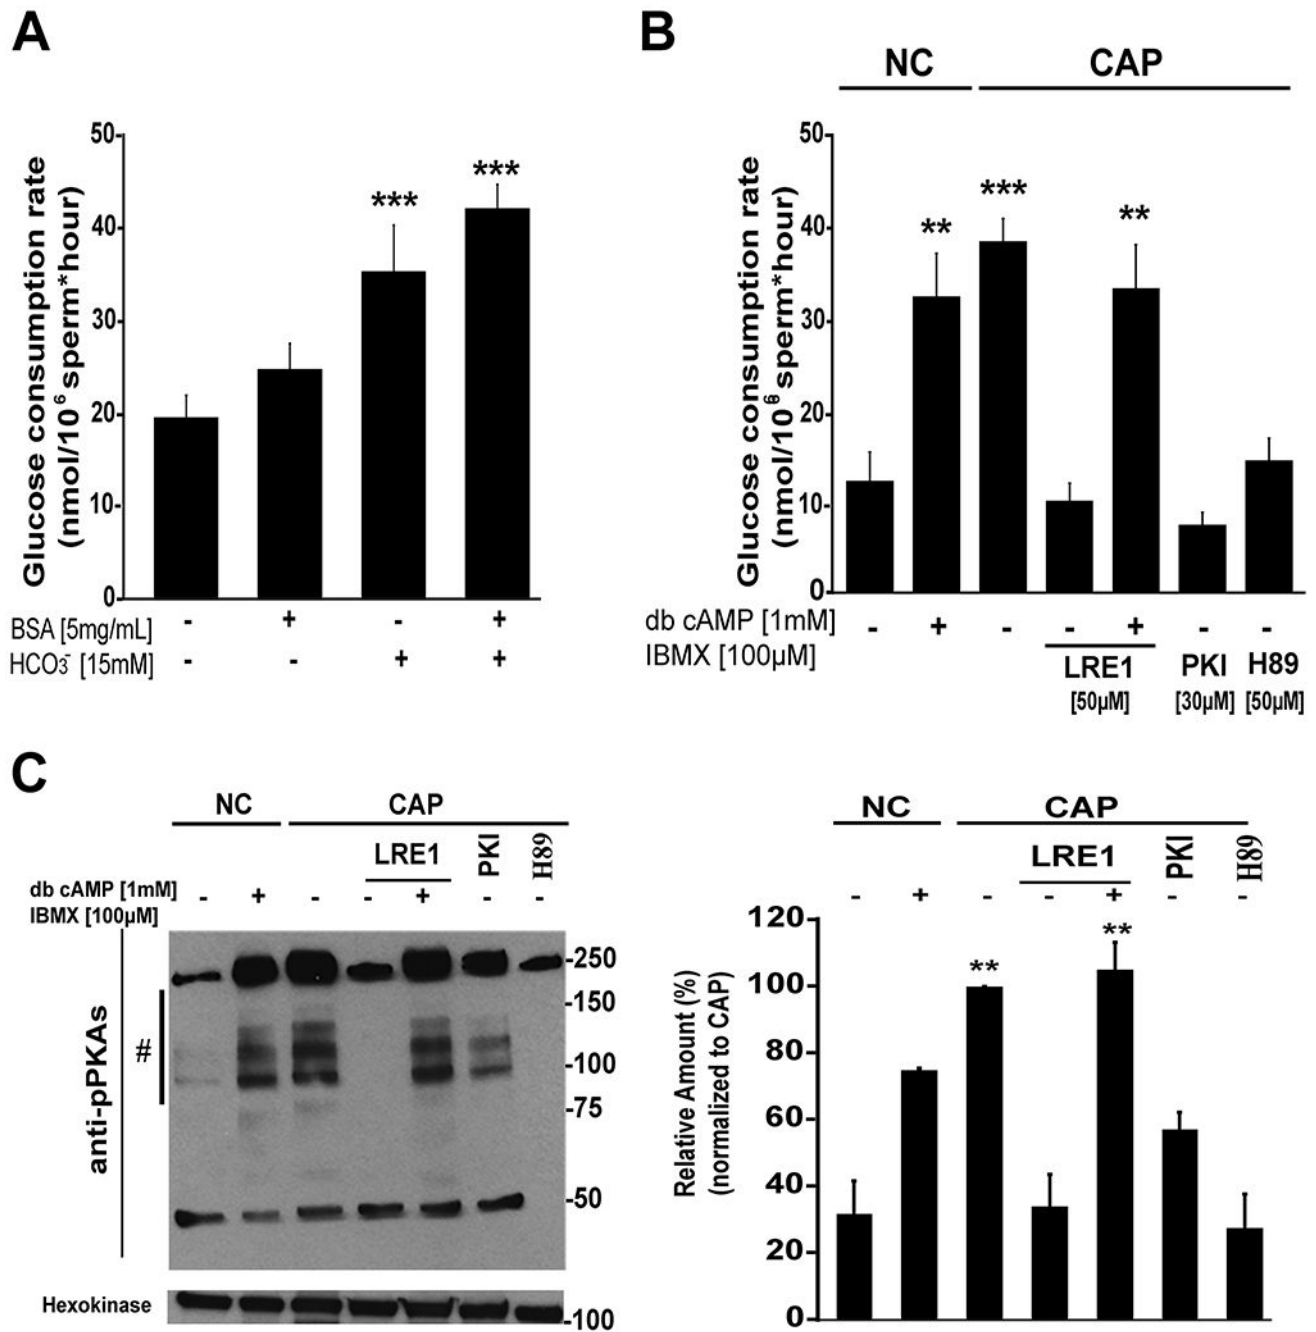 A
50
40
30
20
10
0
Glucose consumption rate
(nmol/10⁶ sperm*hour)
***
***
BSA [5mg/mL] - + - +
HCO₃⁻ [15mM] - - + +
B
NC CAP
50
40
30
20
10
0
Glucose consumption rate
(nmol/10⁶ sperm*hour)
**
***
**
db cAMP [1mM] - + - - + - -
IBMX [100µM]
LRE1 PKI H89
[50µM] [30µM] [50µM]
C
NC CAP
LRE1 PKI H89
db cAMP [1mM] - + - - + - -
IBMX [100µM]
anti-pPKAs
#
-250
-150
-100
-75
-50
Hexokinase
-100
NC CAP
LRE1 PKI H89
- + - - + - -
120
100
80
60
40
20
0
Relative Amount (%)
(normalized to CAP)
**
**